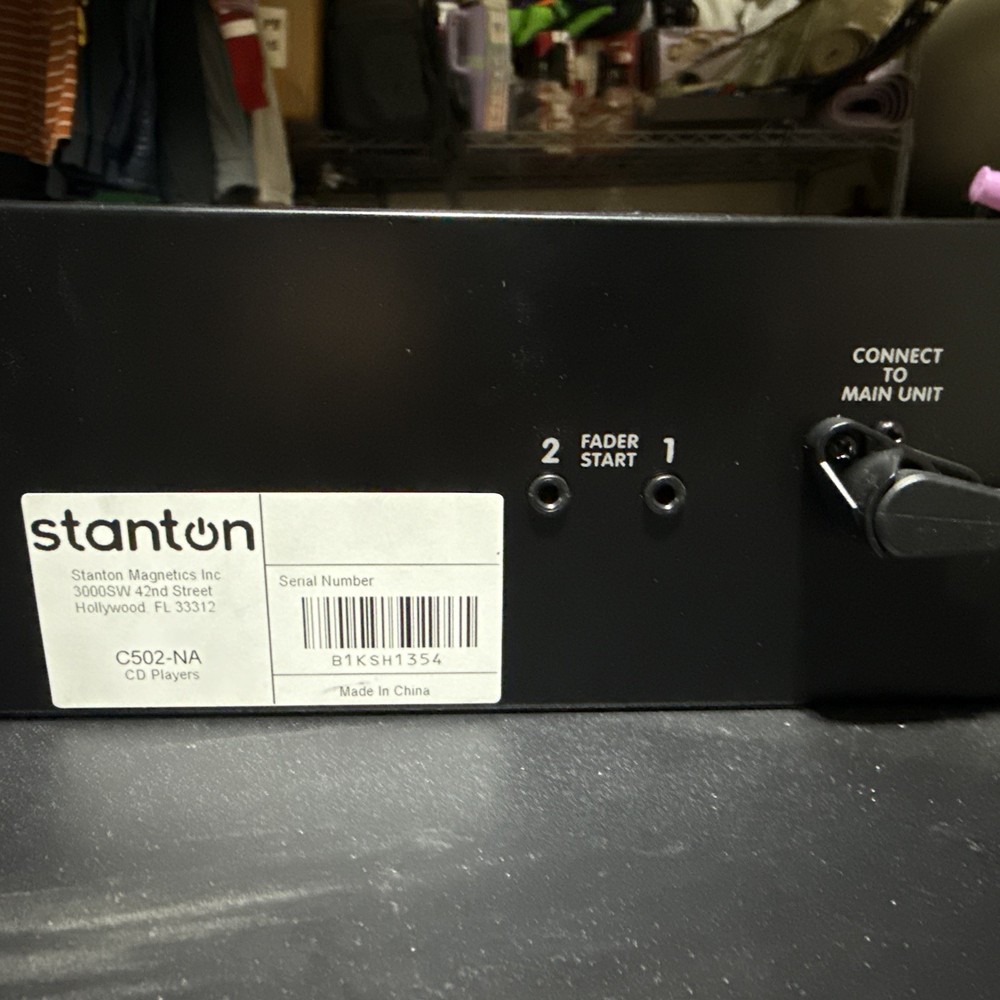 CONNECT
TO
MAIN UNIT
2 FADER START 1
stanton
Stanton Magnetics Inc
3000SW 42nd Street
Hollywood. FL 33312
C502-NA
CD Players
Serial Number
B1KSH1354
Made In China